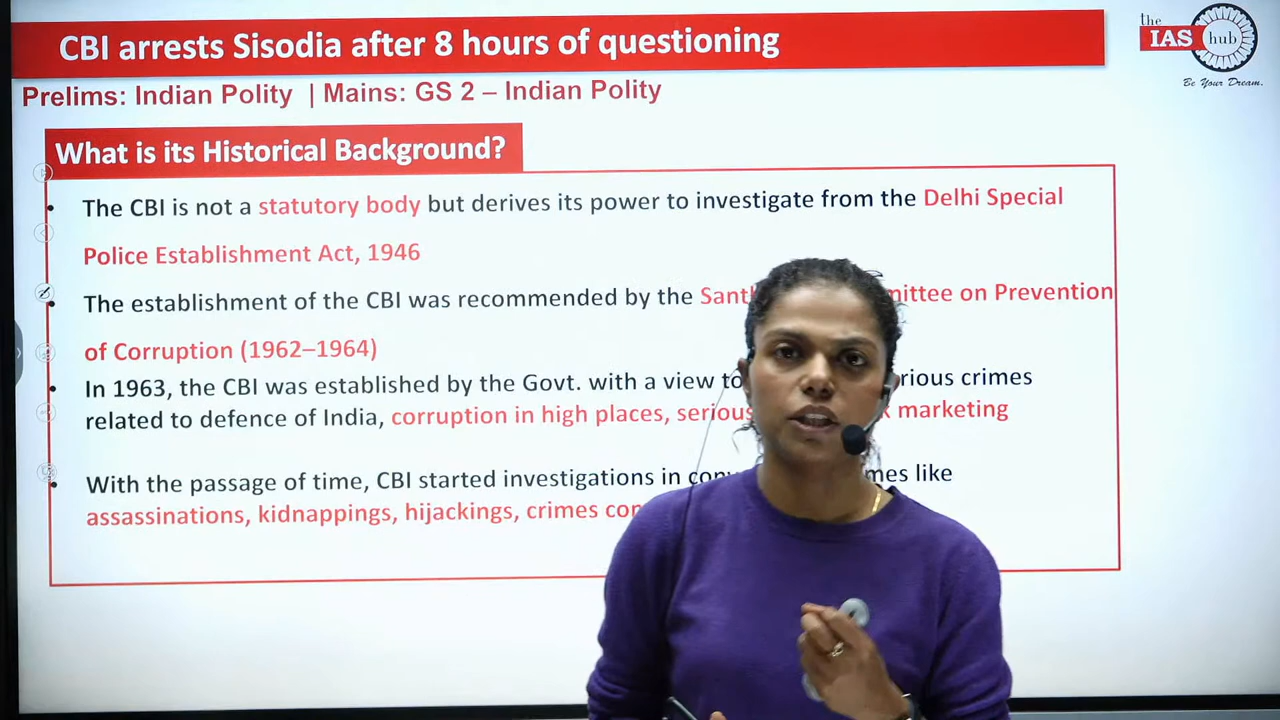 CBI arrests Sisodia after 8 hours of questioning
the
IAS hub
Be Your Dream.
Prelims: Indian Polity | Mains: GS 2 – Indian Polity
What is its Historical Background?
• The CBI is not a statutory body but derives its power to investigate from the Delhi Special
Police Establishment Act, 1946
• The establishment of the CBI was recommended by the on Prevention
of Corruption (1962–1964)
• In 1963, the CBI was established by the Govt. with a view to crimes
related to defence of India, corruption in high places, serious marketing
• With the passage of time, CBI started investigations in like
assassinations, kidnappings, hijackings, crimes